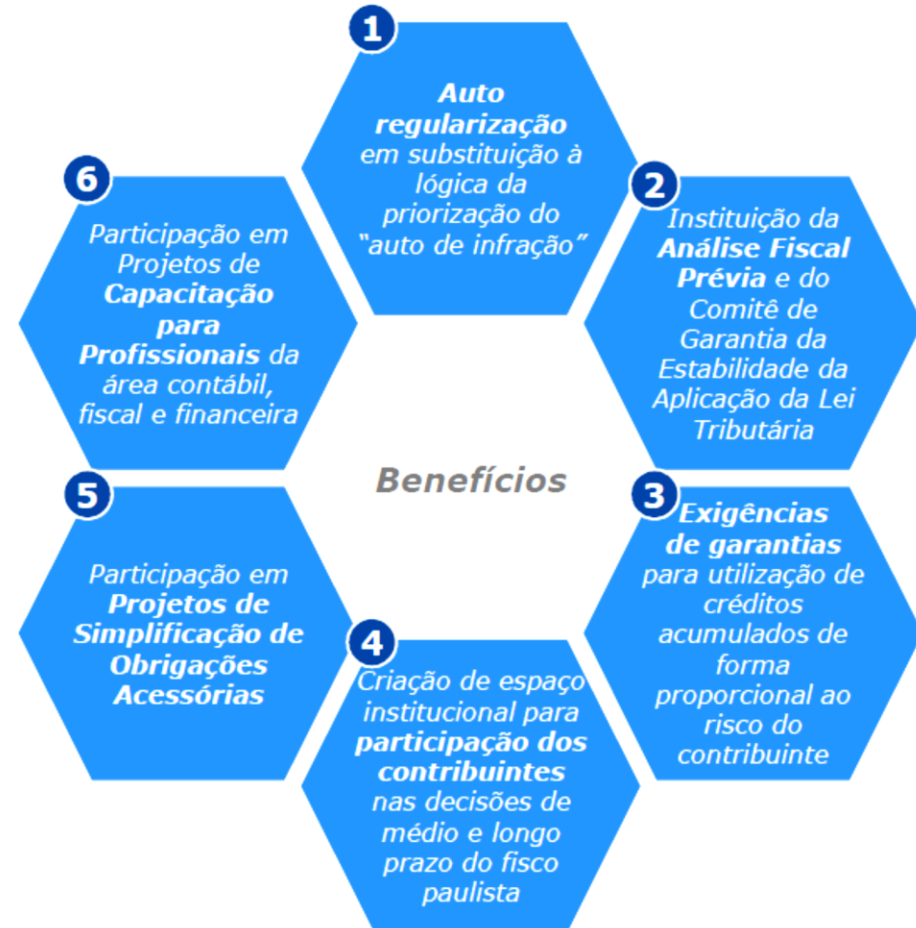 1
Auto
regularização
em substituição à
lógica da
priorização do
“auto de infração”
2
Instituição da
Análise Fiscal
Prévia e do
Comitê de
Garantia da
Estabilidade da
Aplicação da Lei
Tributária
3
Exigências
de garantias
para utilização de
créditos
acumulados de
forma
proporcional ao
risco do
contribuinte
4
Criação de espaço
institucional para
participação dos
contribuintes
nas decisões de
médio e longo
prazo do fisco
paulista
5
Participação em
Projetos de
Simplificação de
Obrigações
Acessórias
6
Participação em
Projetos de
Capacitação
para
Profissionais da
área contábil,
fiscal e financeira
Benefícios